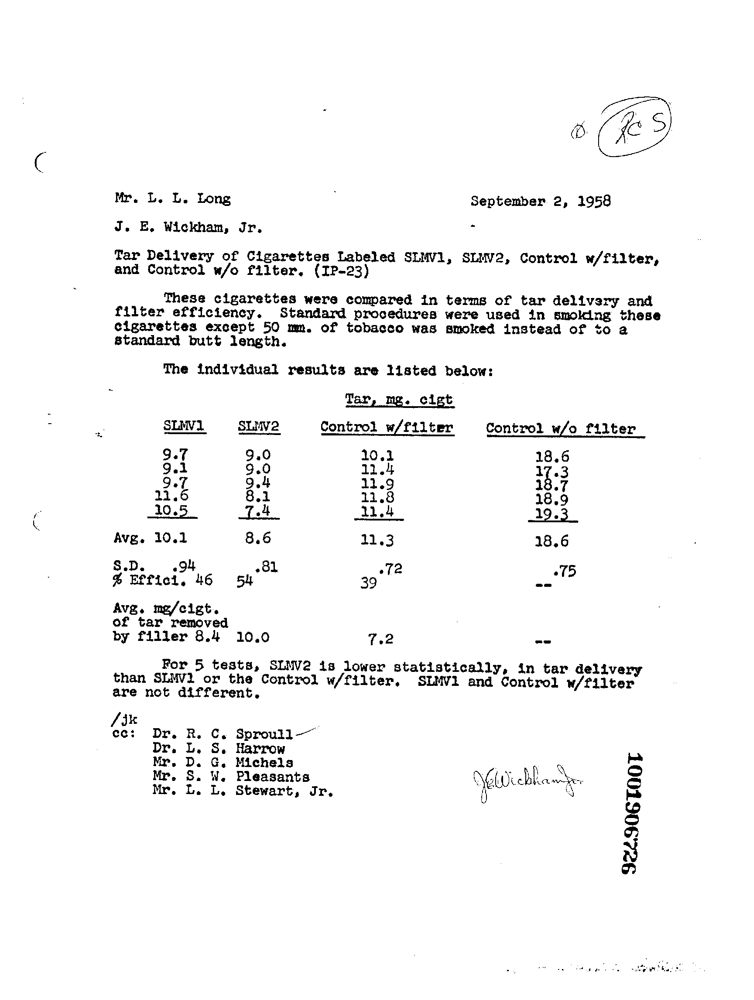 RCS
Mr. L. L. Long September 2, 1958
J. E. Wickham, Jr.
Tar Delivery of Cigarettes Labeled SLMV1, SLMV2, Control w/filter,
and Control w/o filter. (IP-23)
These cigarettes were compared in terms of tar delivery and
filter efficiency. Standard procedures were used in smoking these
cigarettes except 50 mm. of tobacco was smoked instead of to a
standard butt length.
The individual results are listed below:
Tar, mg. cigt
SLMV1 SLMV2 Control w/filter Control w/o filter
9.7 9.0 10.1 18.6
9.1 9.0 11.4 17.3
9.7 9.4 11.9 18.7
11.6 8.1 11.8 18.9
10.5 7.4 11.4 19.3
Avg. 10.1 8.6 11.3 18.6
S.D. .94 .81 .72 .75
% Effici. 46 54 39 --
Avg. mg/cigt.
of tar removed
by filler 8.4 10.0 7.2 --
For 5 tests, SLMV2 is lower statistically, in tar delivery
than SLMV1 or the Control w/filter. SLMV1 and Control w/filter
are not different.
/jk
cc: Dr. R. C. Sproull
Dr. L. S. Harrow
Mr. D. G. Michels
Mr. S. W. Pleasants
Mr. L. L. Stewart, Jr.
JEWickham Jr
1001906726